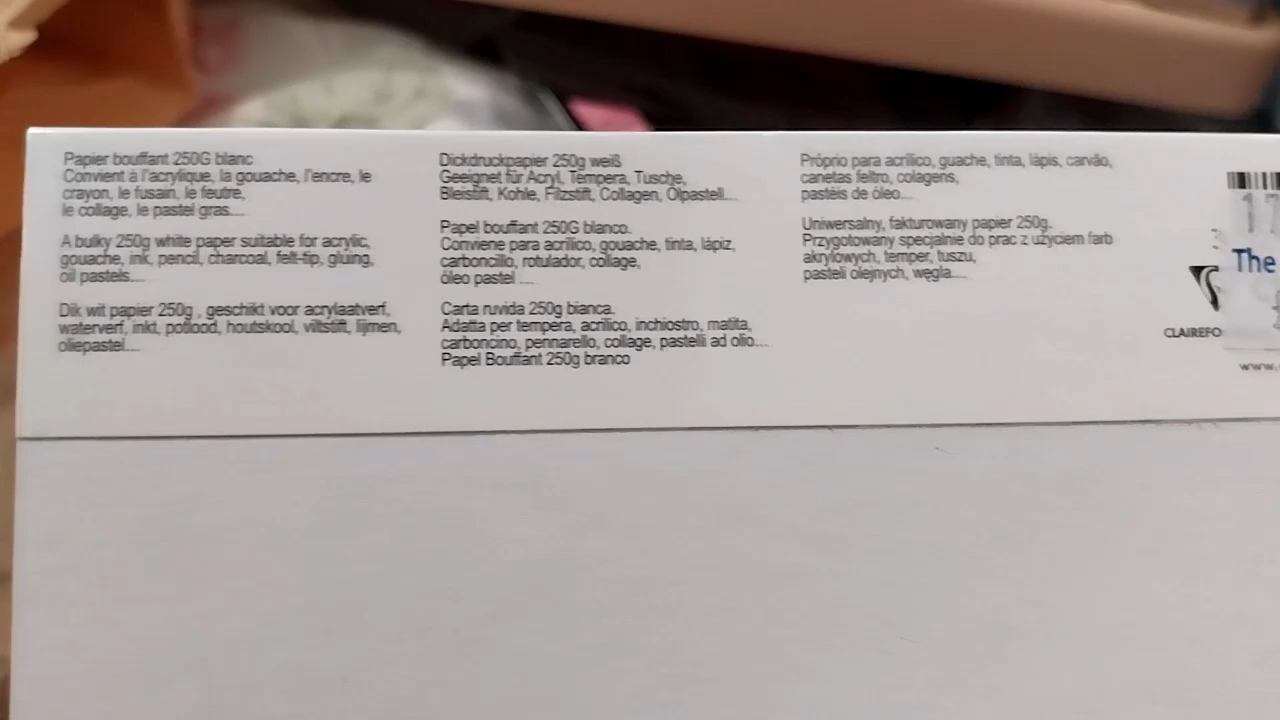 Papier bouffant 250G blanc
Convient à l'acrylique, la gouache, l'encre, le
crayon, le fusain, le feutre,
le collage, le pastel gras....
A bulky 250g white paper suitable for acrylic,
gouache, ink, pencil, charcoal, felt-tip, gluing,
oil pastels....
Dik wit papier 250g , geschikt voor acrylaatverf,
waterverf, inkt, potlood, houtskool, viltstift, lijmen,
oliepastel....
Dickdruckpapier 250g weiß
Geeignet für Acryl, Tempera, Tusche,
Bleistift, Kohle, Filzstift, Collagen, Ölpastell...
Papel bouffant 250G blanco.
Conviene para acrilico, gouache, tinta, lápiz,
carboncillo, rotulador, collage,
óleo pastel ....
Carta ruvida 250g bianca.
Adatta per tempera, acrilico, inchiostro, matita,
carboncino, pennarello, collage, pastelli ad olio...
Papel Bouffant 250g branco
Próprio para acrílico, guache, tinta, lápis, carvão,
canetas feltro, colagens,
pastéis de óleo...
Uniwersalny, fakturowany papier 250g.
Przygotowany specjalnie do prac z użyciem farb
akrylowych, temper, tuszu,
pasteli olejnych, węgla....
17
The
CLAIREFO
www.